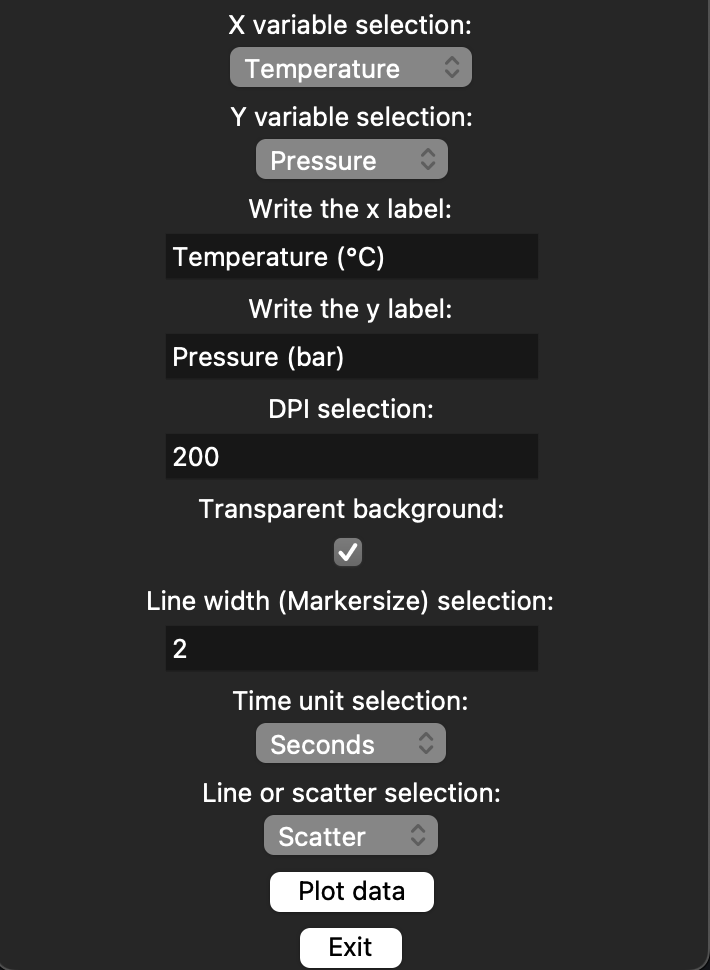 X variable selection:
Temperature
Y variable selection:
Pressure
Write the x label:
Temperature (°C)
Write the y label:
Pressure (bar)
DPI selection:
200
Transparent background:
Line width (Markersize) selection:
2
Time unit selection:
Seconds
Line or scatter selection:
Scatter
Plot data
Exit